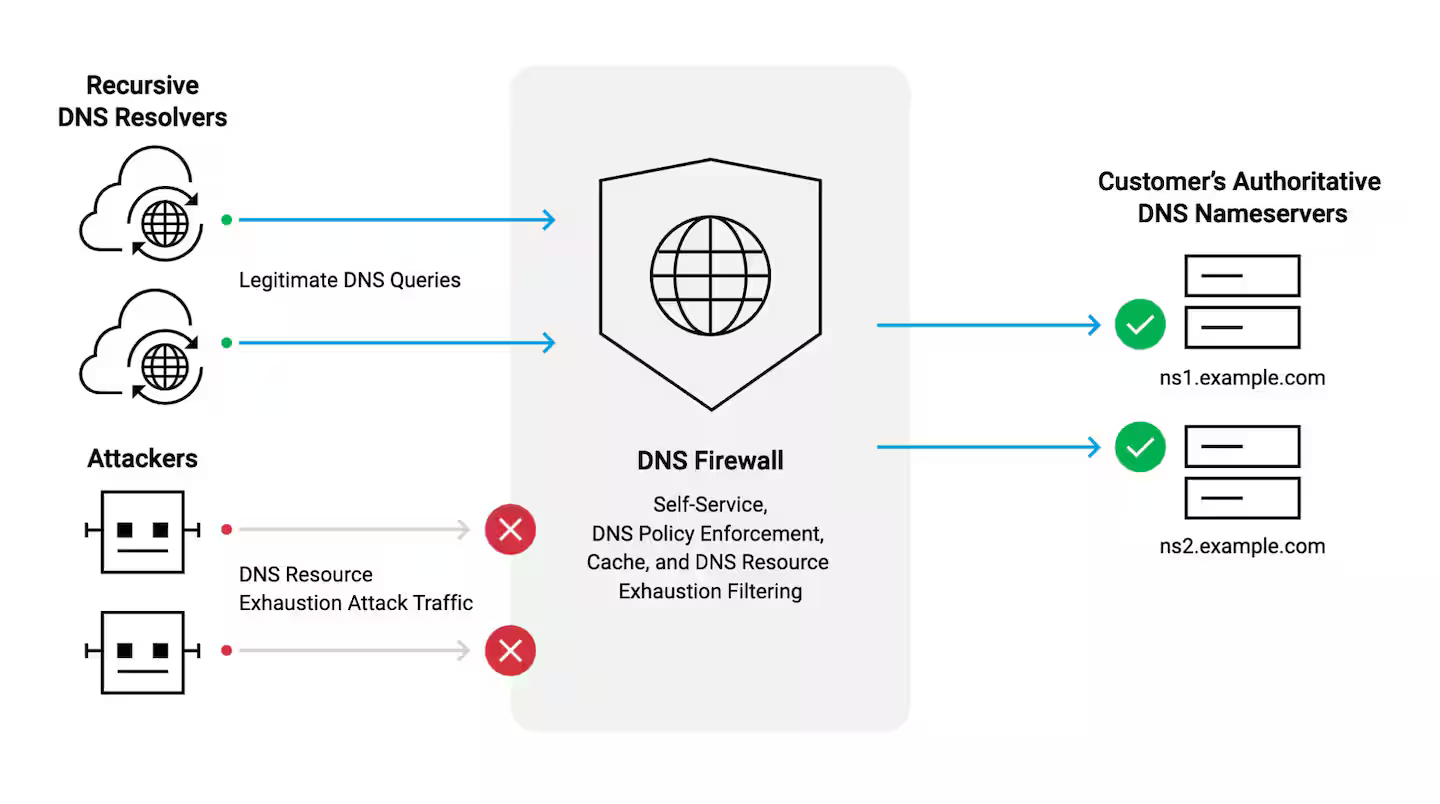 Recursive
DNS Resolvers
Legitimate DNS Queries
Attackers
DNS Resource
Exhaustion Attack Traffic
DNS Firewall
Self-Service,
DNS Policy Enforcement,
Cache, and DNS Resource
Exhaustion Filtering
Customer’s Authoritative
DNS Nameservers
ns1.example.com
ns2.example.com